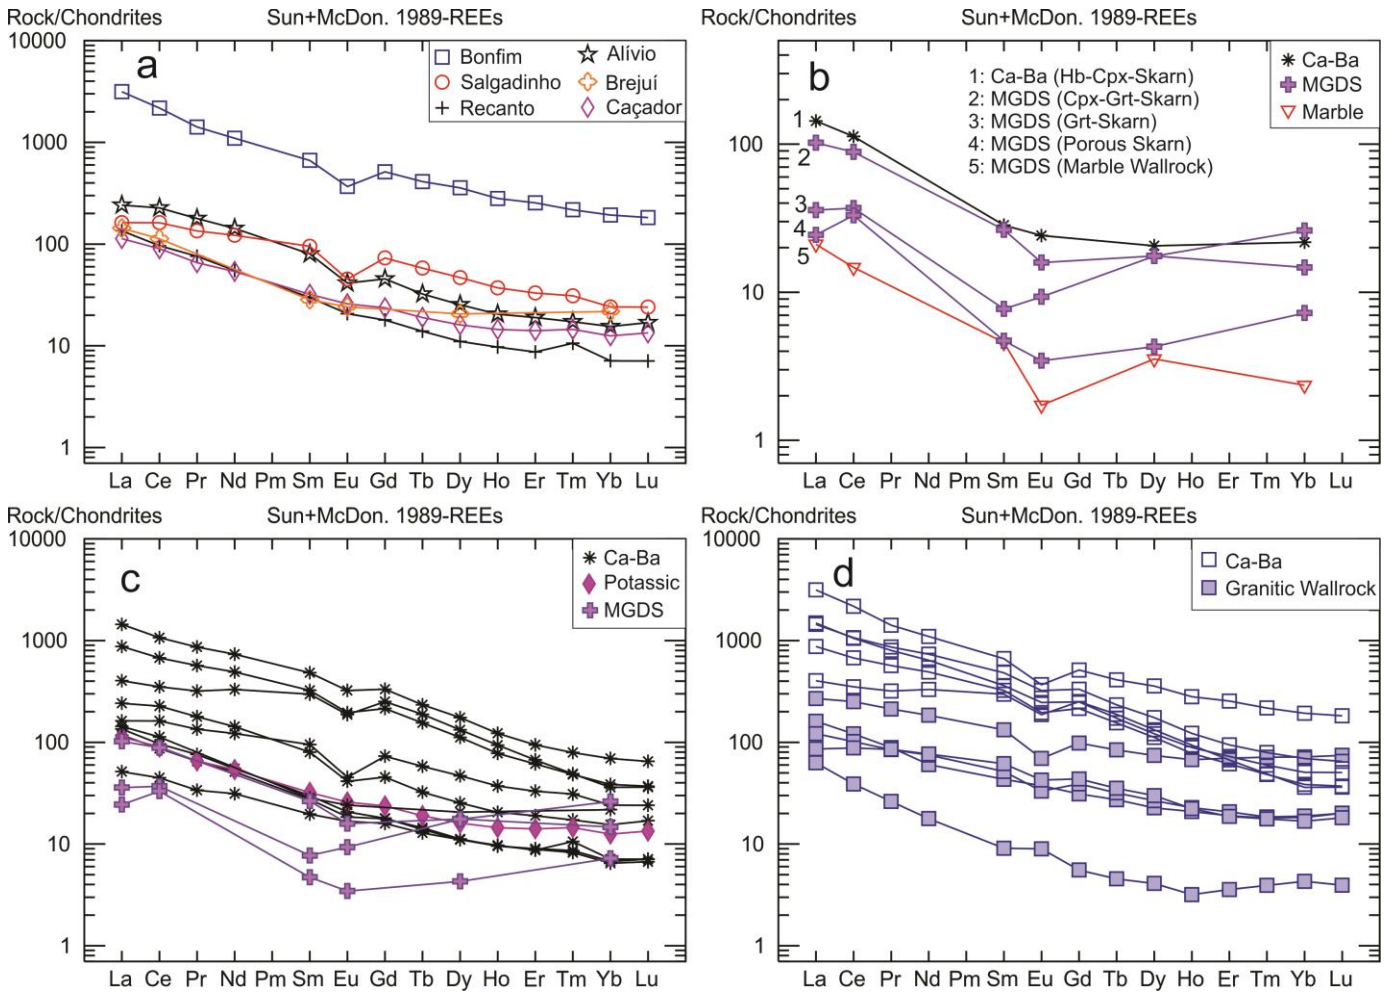 Rock/Chondrites Sun+McDon. 1989-REEs
a
Bonfim
Salgadinho
Recanto
Alívio
Brejuí
Caçador
10000
1000
100
10
1
La Ce Pr Nd Pm Sm Eu Gd Tb Dy Ho Er Tm Yb Lu
Rock/Chondrites Sun+McDon. 1989-REEs
b
1: Ca-Ba (Hb-Cpx-Skarn)
2: MGDS (Cpx-Grt-Skarn)
3: MGDS (Grt-Skarn)
4: MGDS (Porous Skarn)
5: MGDS (Marble Wallrock)
Ca-Ba
MGDS
Marble
100
10
1
1
2
3
4
5
La Ce Pr Nd Pm Sm Eu Gd Tb Dy Ho Er Tm Yb Lu
Rock/Chondrites Sun+McDon. 1989-REEs
c
Ca-Ba
Potassic
MGDS
10000
1000
100
10
1
La Ce Pr Nd Pm Sm Eu Gd Tb Dy Ho Er Tm Yb Lu
Rock/Chondrites Sun+McDon. 1989-REEs
d
Ca-Ba
Granitic Wallrock
10000
1000
100
10
1
La Ce Pr Nd Pm Sm Eu Gd Tb Dy Ho Er Tm Yb Lu